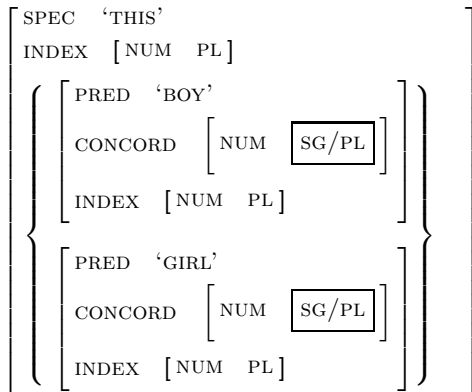 SPEC ‘THIS’
INDEX [NUM PL]
PRED ‘BOY’
CONCORD [NUM SG/PL]
INDEX [NUM PL]
PRED ‘GIRL’
CONCORD [NUM SG/PL]
INDEX [NUM PL]